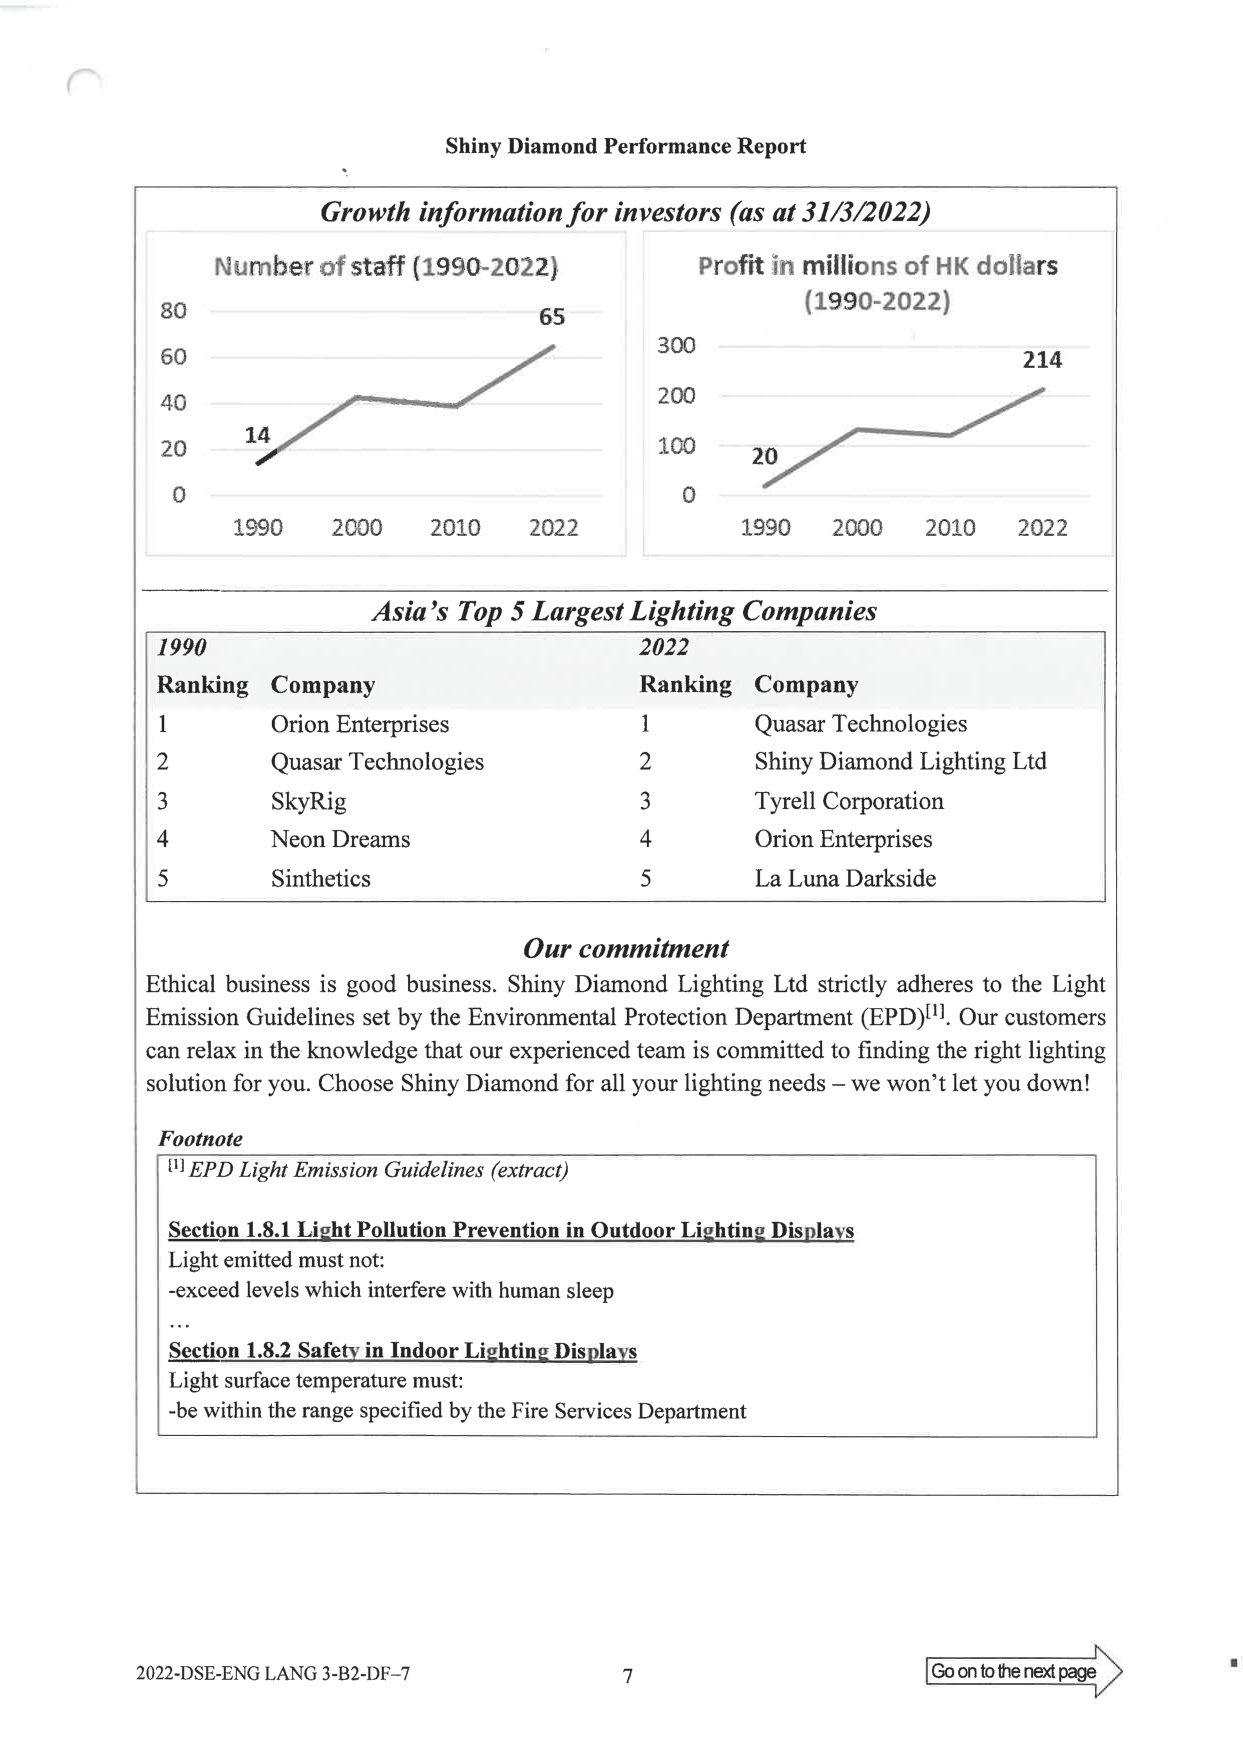 Shiny Diamond Performance Report
Growth information for investors (as at 31/3/2022)
Number of staff (1990-2022)
80
60
40
20
0
14
65
1990 2000 2010 2022
Profit in millions of HK dollars
(1990-2022)
300
200
100
0
20
214
1990 2000 2010 2022
Asia's Top 5 Largest Lighting Companies
1990 2022
Ranking Company Ranking Company
1 Orion Enterprises 1 Quasar Technologies
2 Quasar Technologies 2 Shiny Diamond Lighting Ltd
3 SkyRig 3 Tyrell Corporation
4 Neon Dreams 4 Orion Enterprises
5 Sinthetics 5 La Luna Darkside
Our commitment
Ethical business is good business. Shiny Diamond Lighting Ltd strictly adheres to the Light
Emission Guidelines set by the Environmental Protection Department (EPD)[1]. Our customers
can relax in the knowledge that our experienced team is committed to finding the right lighting
solution for you. Choose Shiny Diamond for all your lighting needs – we won't let you down!
Footnote
[1] EPD Light Emission Guidelines (extract)
Section 1.8.1 Light Pollution Prevention in Outdoor Lighting Displays
Light emitted must not:
-exceed levels which interfere with human sleep
...
Section 1.8.2 Safety in Indoor Lighting Displays
Light surface temperature must:
-be within the range specified by the Fire Services Department
2022-DSE-ENG LANG 3-B2-DF–7
7
Go on to the next page